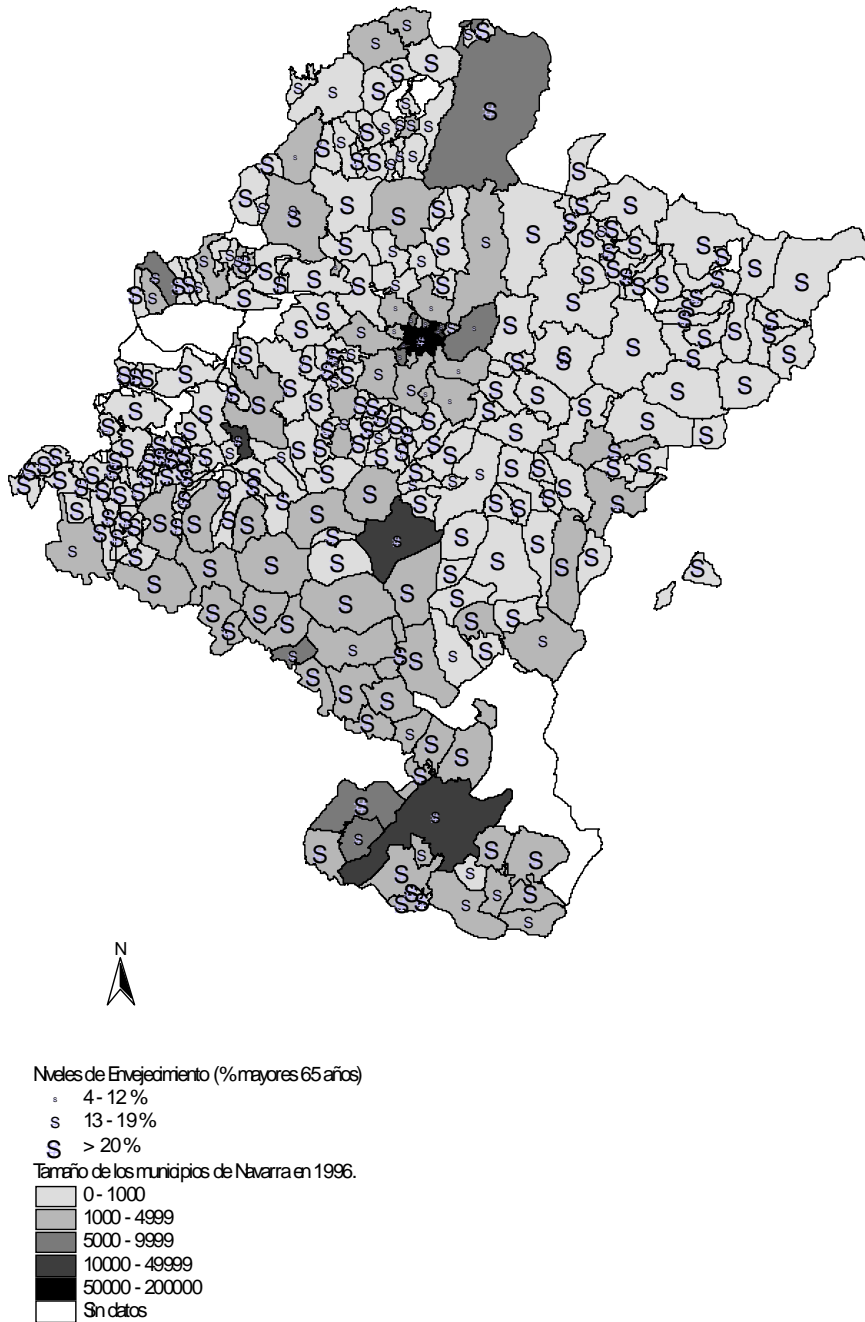 N
Niveles de Envejecimiento (% mayores 65 años)
s 4 - 12 %
s 13 - 19 %
S > 20 %
Tamaño de los municipios de Navarra en 1996.
0 - 1000
1000 - 4999
5000 - 9999
10000 - 49999
50000 - 200000
Sin datos